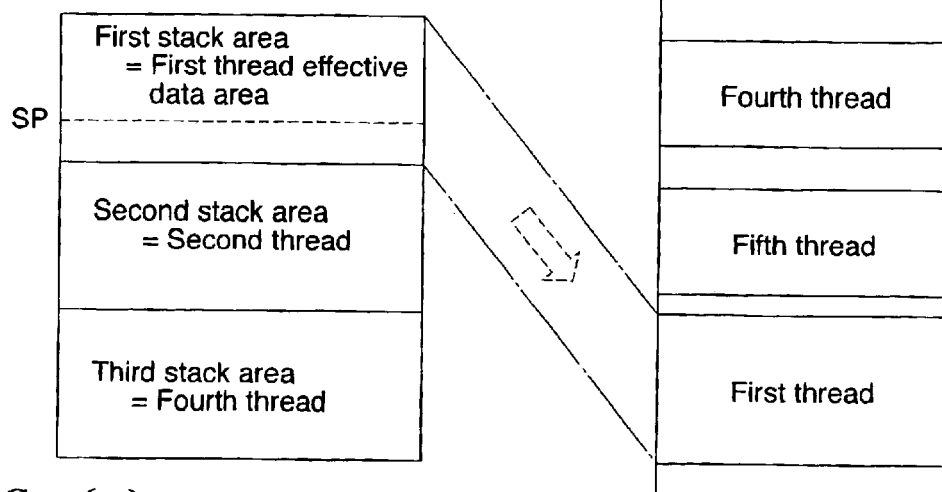 First stack area
= First thread effective
data area
SP
Second stack area
= Second thread
Third stack area
= Fourth thread
Fourth thread
Fifth thread
First thread